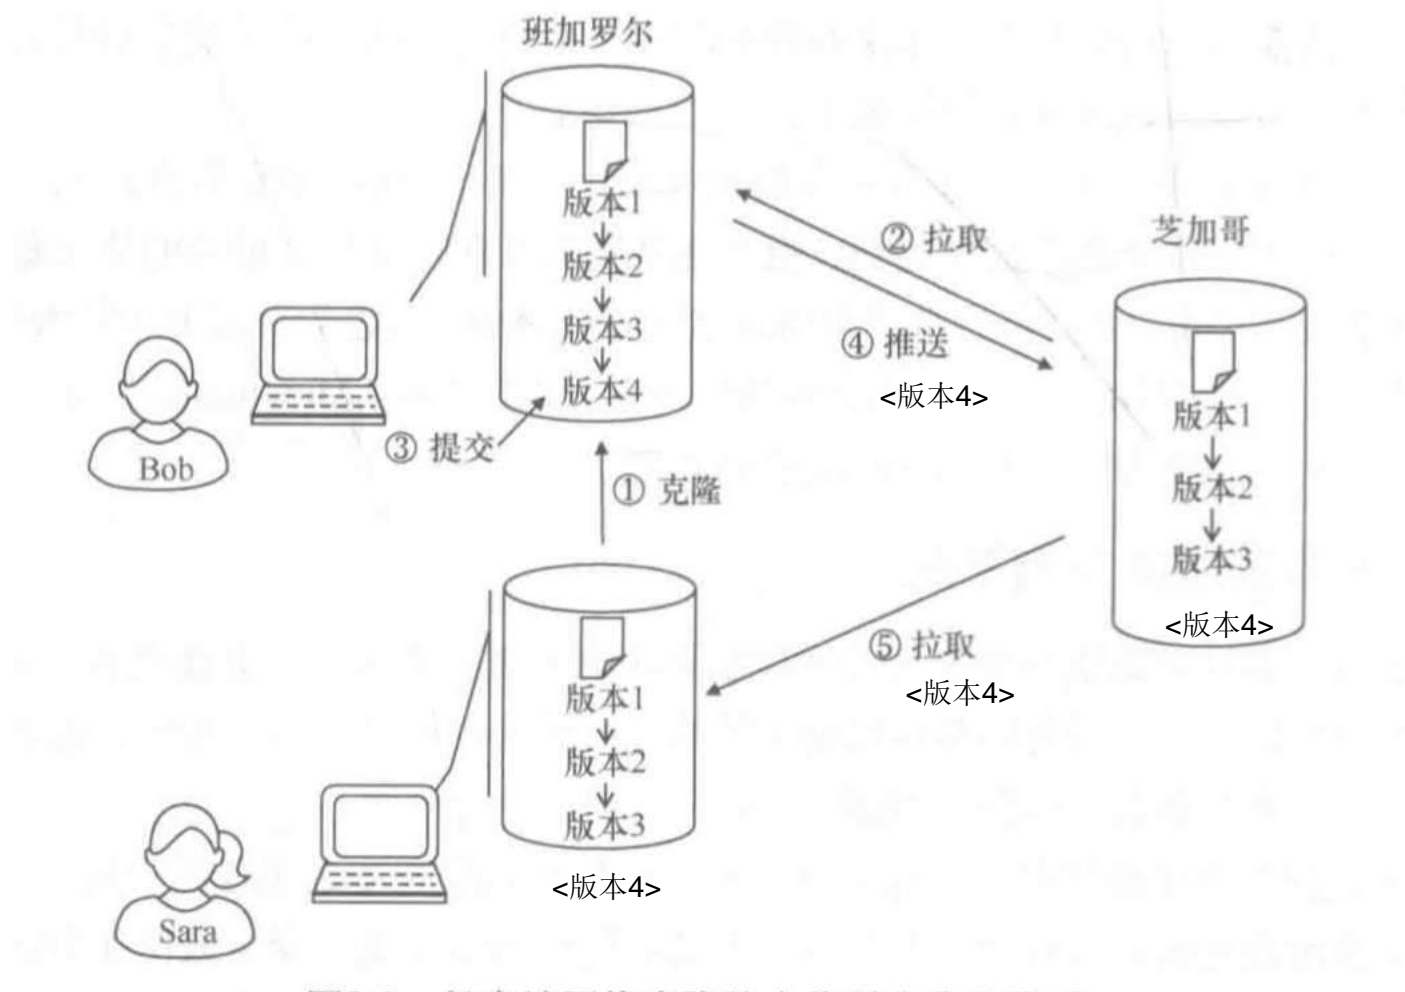 班加罗尔
版本1
版本2
版本3
版本4
② 拉取
④ 推送
<版本4>
芝加哥
版本1
版本2
版本3
<版本4>
Bob
③ 提交
① 克隆
⑤ 拉取
<版本4>
版本1
版本2
版本3
<版本4>
Sara